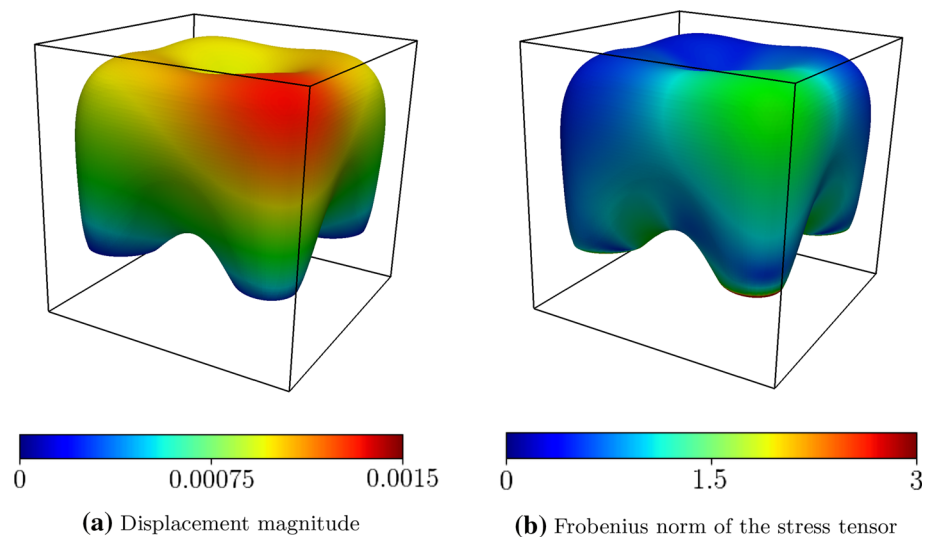 0 0.00075 0.0015
0 1.5 3
(a) Displacement magnitude
(b) Frobenius norm of the stress tensor